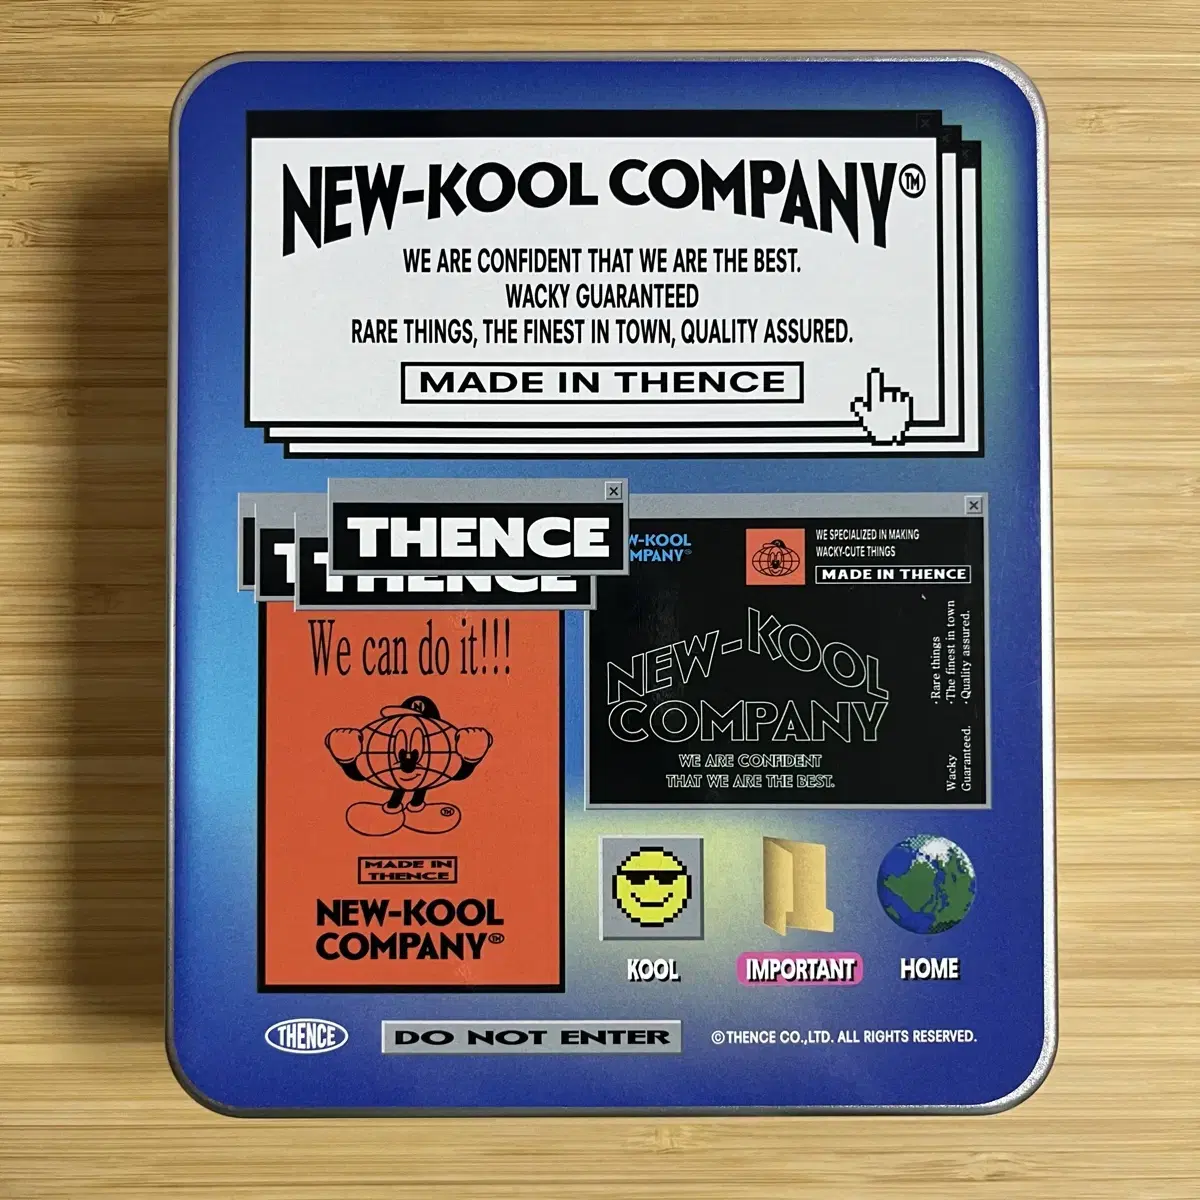 NEW-KOOL COMPANY™
WE ARE CONFIDENT THAT WE ARE THE BEST.
WACKY GUARANTEED
RARE THINGS, THE FINEST IN TOWN, QUALITY ASSURED.
MADE IN THENCE
THENCE
THENCE
We can do it!!!
N
TM
MADE IN
THENCE
NEW-KOOL
COMPANY™
W-KOOL
MPANY™
WE SPECIALIZED IN MAKING
WACKY-CUTE THINGS
MADE IN THENCE
NEW-KOOL
COMPANY
WE ARE CONFIDENT
THAT WE ARE THE BEST.
·Rare things
·The finest in town
·Quality assured.
Wacky
Guaranteed.
KOOL
IMPORTANT
HOME
THENCE
DO NOT ENTER
©THENCE CO.,LTD. ALL RIGHTS RESERVED.